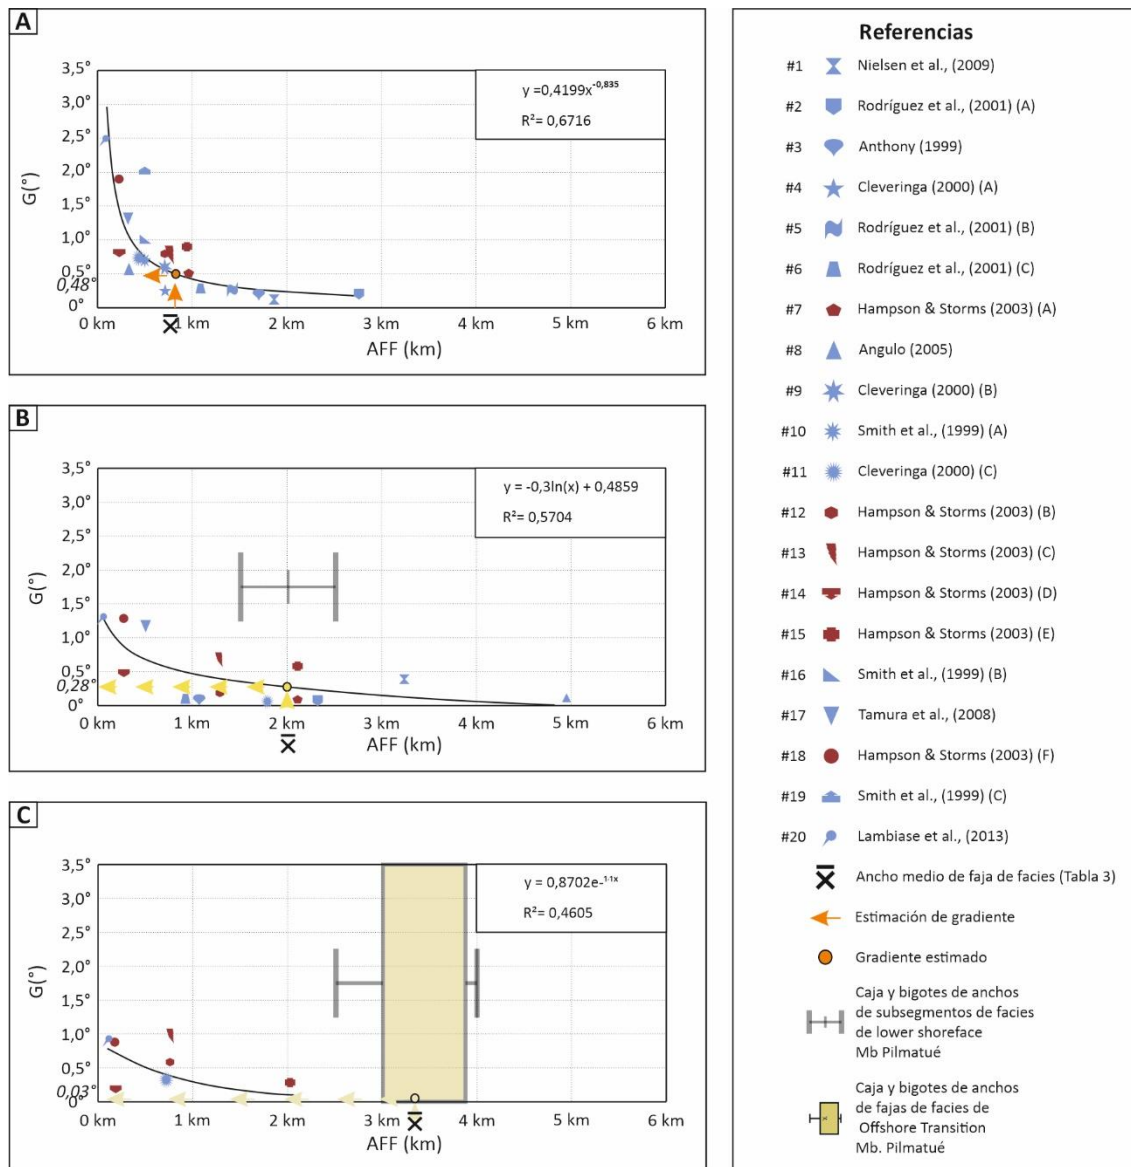 A
3,5°
3,0°
2,5°
2,0°
1,5°
1,0°
0,5°
0,48°
0°
G(°)
y =0,4199x-0,835
R²= 0,6716
0 km 1 km 2 km 3 km 4 km 5 km 6 km
X
AFF (km)
B
3,5°
3,0°
2,5°
2,0°
1,5°
1,0°
0,5°
0,28°
0°
G(°)
y = -0,3ln(x) + 0,4859
R²= 0,5704
0 km 1 km 2 km 3 km 4 km 5 km 6 km
X
AFF (km)
C
3,5°
3,0°
2,5°
2,0°
1,5°
1,0°
0,5°
0,03°
0°
G(°)
y = 0,8702e-1.1x
R²= 0,4605
0 km 1 km 2 km 3 km 4 km 5 km 6 km
X
AFF (km)
Referencias
#1 Nielsen et al., (2009)
#2 Rodríguez et al., (2001) (A)
#3 Anthony (1999)
#4 Cleveringa (2000) (A)
#5 Rodríguez et al., (2001) (B)
#6 Rodríguez et al., (2001) (C)
#7 Hampson & Storms (2003) (A)
#8 Angulo (2005)
#9 Cleveringa (2000) (B)
#10 Smith et al., (1999) (A)
#11 Cleveringa (2000) (C)
#12 Hampson & Storms (2003) (B)
#13 Hampson & Storms (2003) (C)
#14 Hampson & Storms (2003) (D)
#15 Hampson & Storms (2003) (E)
#16 Smith et al., (1999) (B)
#17 Tamura et al., (2008)
#18 Hampson & Storms (2003) (F)
#19 Smith et al., (1999) (C)
#20 Lambiase et al., (2013)
X Ancho medio de faja de facies (Tabla 3)
Estimación de gradiente
Gradiente estimado
Caja y bigotes de anchos
de subsegmentos de facies
de lower shoreface
Mb Pilmatué
Caja y bigotes de anchos
de fajas de facies de
Offshore Transition
Mb. Pilmatué